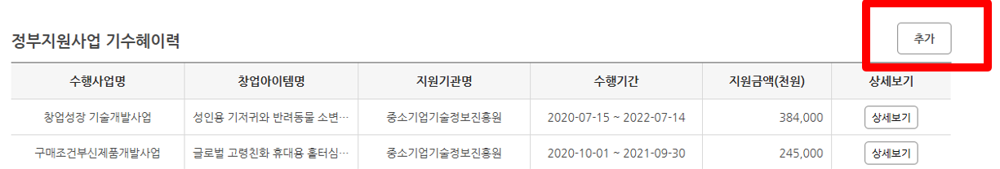 정부지원사업 기수혜이력
추가
수행사업명 창업아이템명 지원기관명 수행기간 지원금액(천원) 상세보기
창업성장 기술개발사업 성인용 기저귀와 반려동물 소변… 중소기업기술정보진흥원 2020-07-15 ~ 2022-07-14 384,000 상세보기
구매조건부신제품개발사업 글로벌 고령친화 휴대용 홀터심… 중소기업기술정보진흥원 2020-10-01 ~ 2021-09-30 245,000 상세보기